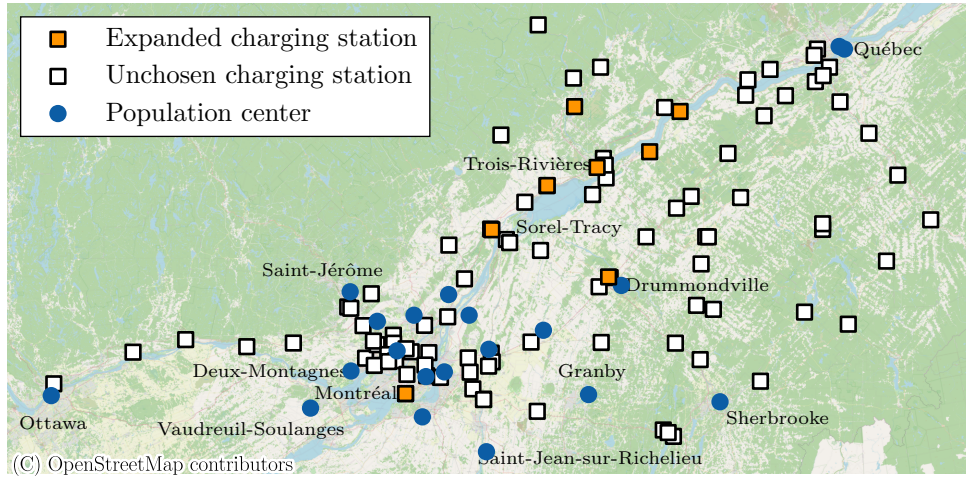 Expanded charging station
Unchosen charging station
Population center
Québec
Trois-Rivières
Sorel-Tracy
Saint-Jérôme
Drummondville
Deux-Montagnes
Granby
Montréal
Ottawa
Vaudreuil-Soulanges
Sherbrooke
Saint-Jean-sur-Richelieu
(C) OpenStreetMap contributors